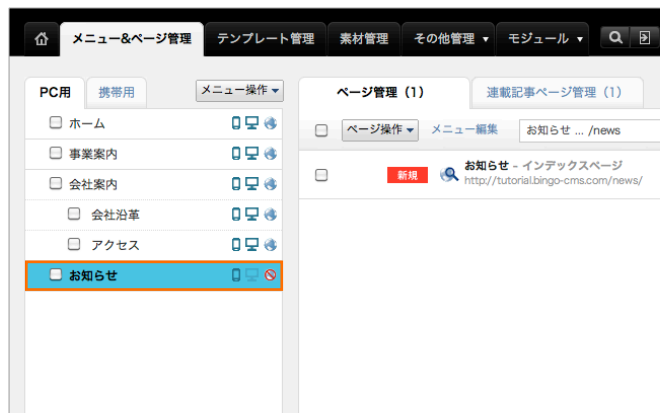 メニュー&ページ管理 テンプレート管理 素材管理 その他管理 ▼ モジュール ▼
PC用 携帯用 メニュー操作▼
ホーム
事業案内
会社案内
会社沿革
アクセス
お知らせ
ページ管理（1） 連載記事ページ管理（1）
ページ操作▼ メニュー編集 お知らせ ... /news
新規 お知らせ - インデックスページ
http://tutorial.bingo-cms.com/news/